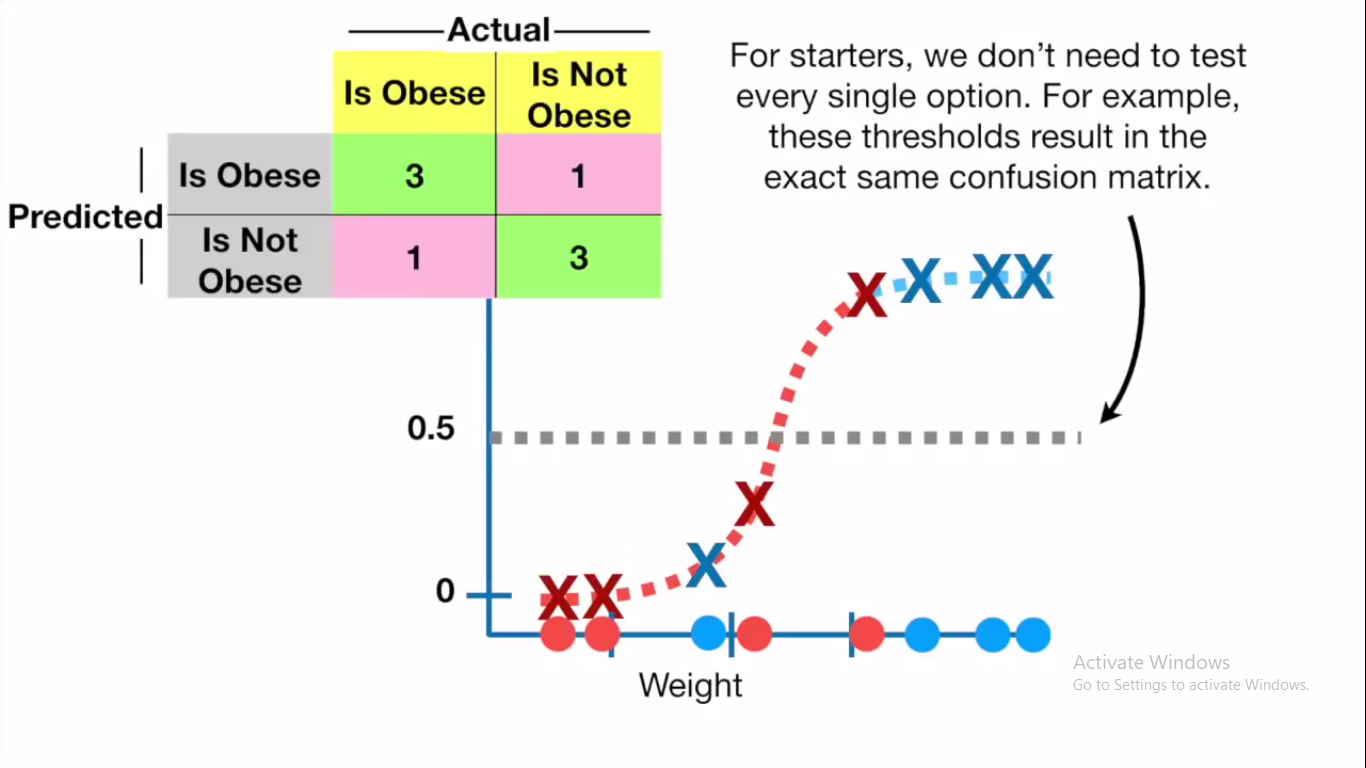 Actual
Is Obese
Is Not
Obese
Predicted
Is Obese
3
1
Is Not
Obese
1
3
For starters, we don't need to test
every single option. For example,
these thresholds result in the
exact same confusion matrix.
0.5
0
X X X X X X X X
Weight
Activate Windows
Go to Settings to activate Windows.